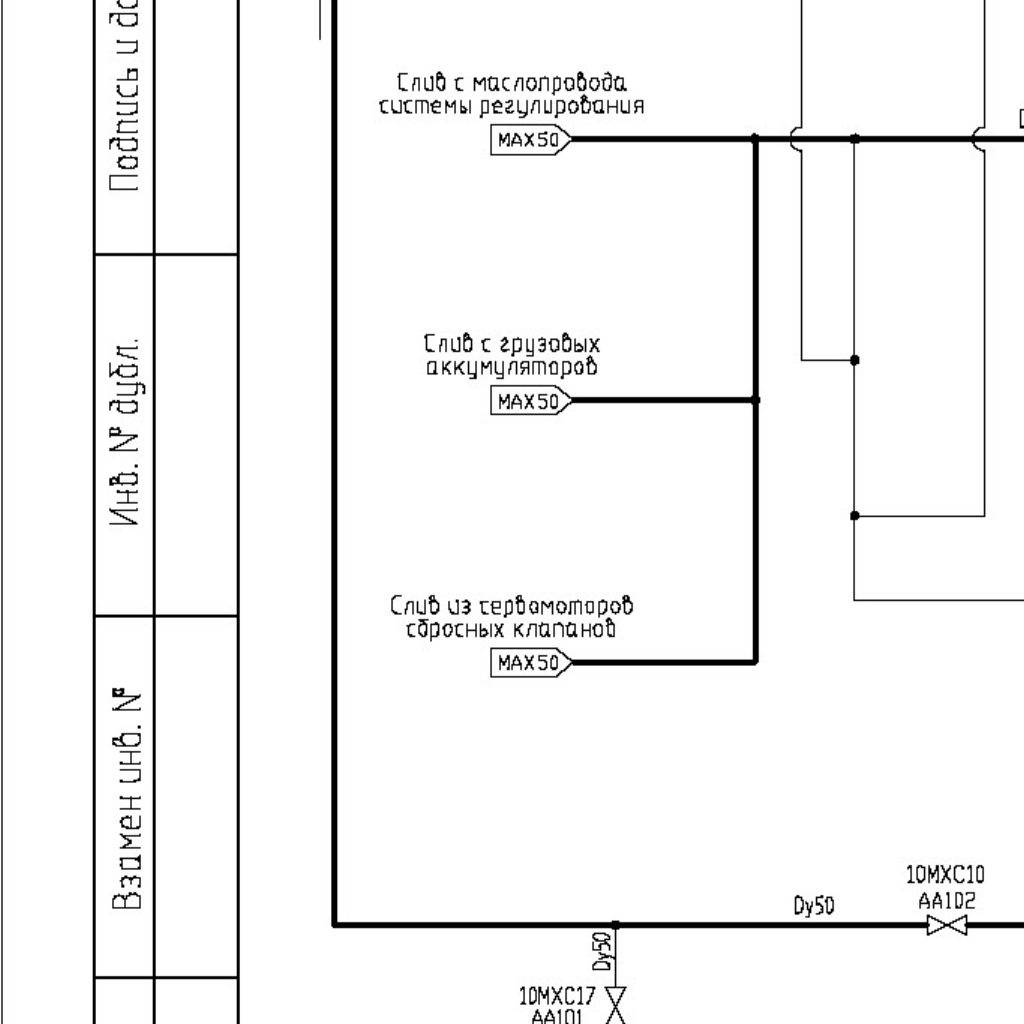 Подпись и да
Слив с маслопровода
системы регулирования
MAX50
Инв. № дубл.
Слив с грузовых
аккумуляторов
MAX50
Слив из сервомоторов
сбросных клапанов
MAX50
Взамен инв. №
10MXC10
AA102
Dy50
Dy50
10MXC17
AA101